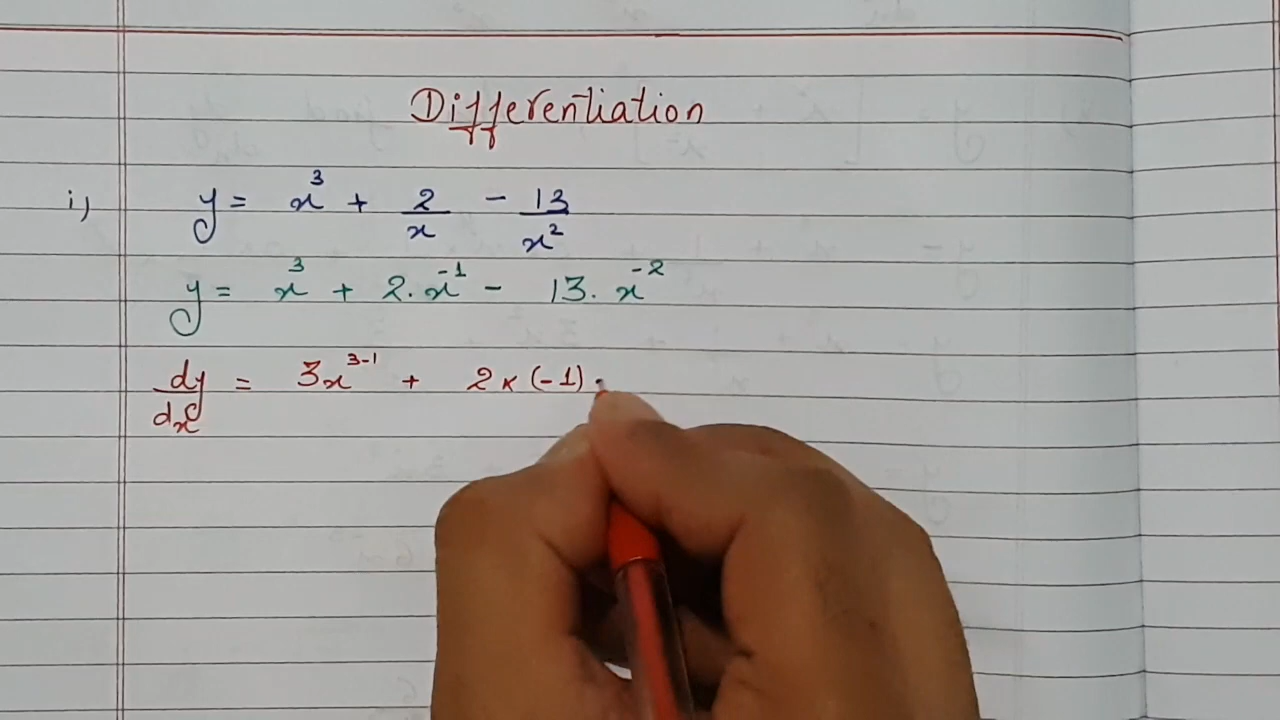 Differentiation
i) y = x³ + 2/x - 13/x²
y = x³ + 2.x⁻¹ - 13.x⁻²
dy/dx = 3x³⁻¹ + 2×(-1)